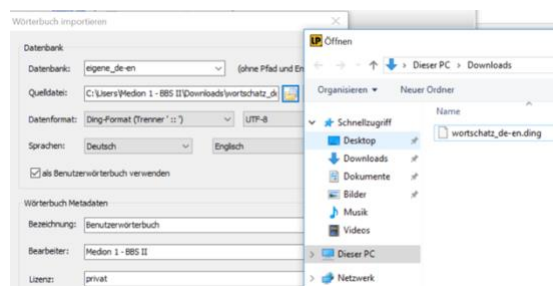 Wörterbuch importieren
Datenbank
Datenbank: eigene_de-en (ohne Pfad und En
Quelldatei: C:\Users\Medion 1 - BBS II\Downloads\wortschatz_de
Datenformat: Ding-Format (Trenner ' :: ') UTF-8
Sprachen: Deutsch Englisch
als Benutzerwörterbuch verwenden
Wörterbuch Metadaten
Bezeichnung: Benutzerwörterbuch
Bearbeiter: Medion 1 - BBS II
Lizenz: privat
LP Öffnen
Dieser PC > Downloads
Organisieren Neuer Ordner
Name
Schnellzugriff
Desktop
Downloads
Dokumente
Bilder
Musik
Videos
Dieser PC
Netzwerk
wortschatz_de-en.ding